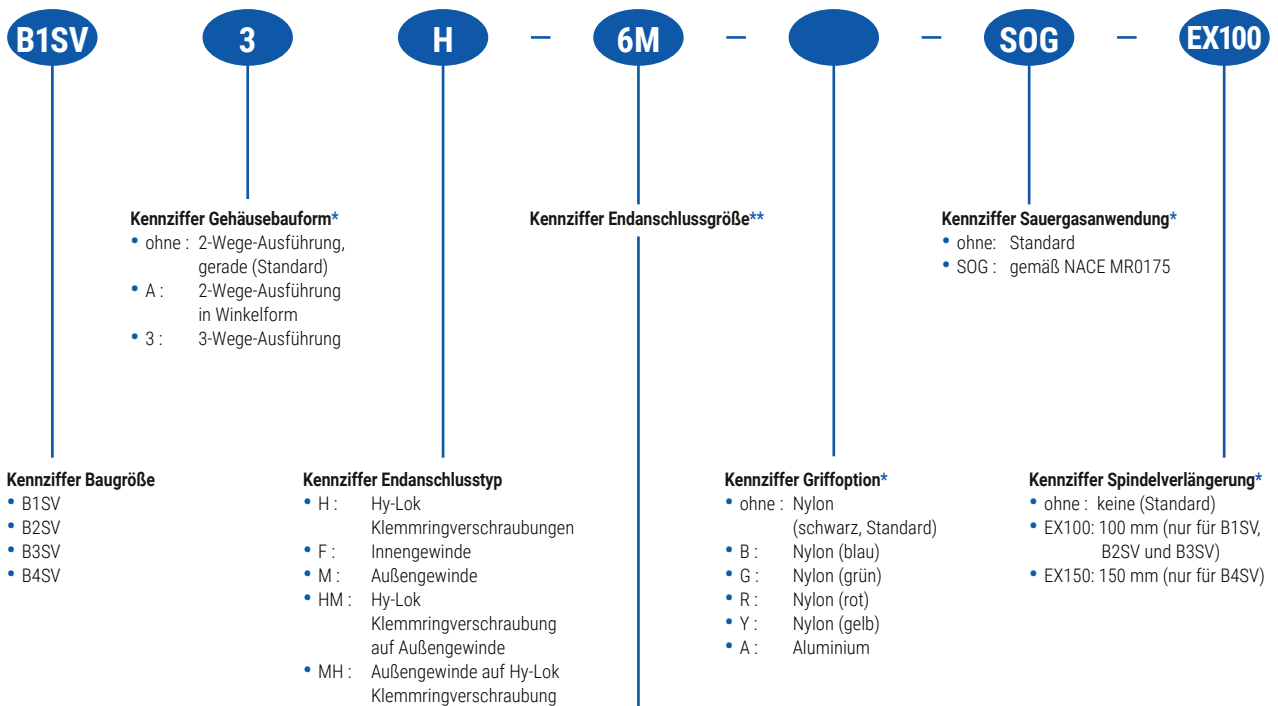 B1SV 3 H – 6M – – SOG – EX100
Kennziffer Gehäusebauform*
• ohne : 2-Wege-Ausführung,
gerade (Standard)
• A : 2-Wege-Ausführung
in Winkelform
• 3 : 3-Wege-Ausführung
Kennziffer Endanschlussgröße**
Kennziffer Sauergasanwendung*
• ohne: Standard
• SOG : gemäß NACE MR0175
Kennziffer Baugröße
• B1SV
• B2SV
• B3SV
• B4SV
Kennziffer Endanschlusstyp
• H : Hy-Lok
Klemmringverschraubungen
• F : Innengewinde
• M : Außengewinde
• HM : Hy-Lok
Klemmringverschraubung
auf Außengewinde
• MH : Außengewinde auf Hy-Lok
Klemmringverschraubung
Kennziffer Griffoption*
• ohne : Nylon
(schwarz, Standard)
• B : Nylon (blau)
• G : Nylon (grün)
• R : Nylon (rot)
• Y : Nylon (gelb)
• A : Aluminium
Kennziffer Spindelverlängerung*
• ohne : keine (Standard)
• EX100: 100 mm (nur für B1SV,
B2SV und B3SV)
• EX150: 150 mm (nur für B4SV)